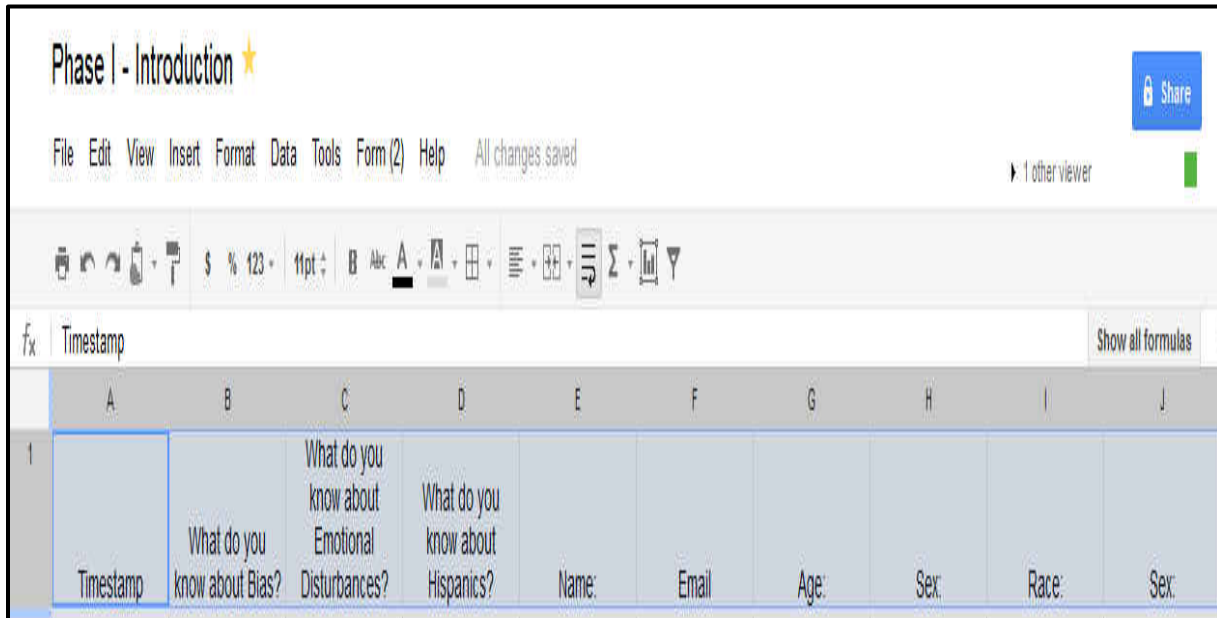 Phase I - Introduction
Share
File Edit View Insert Format Data Tools Form (2) Help All changes saved
1 other viewer
$ % 123 11pt B Abc A A Σ
fx Timestamp
Show all formulas
A B C D E F G H I J
1
Timestamp
What do you
know about Bias?
What do you
know about
Emotional
Disturbances?
What do you
know about
Hispanics?
Name:
Email
Age:
Sex:
Race:
Sex: